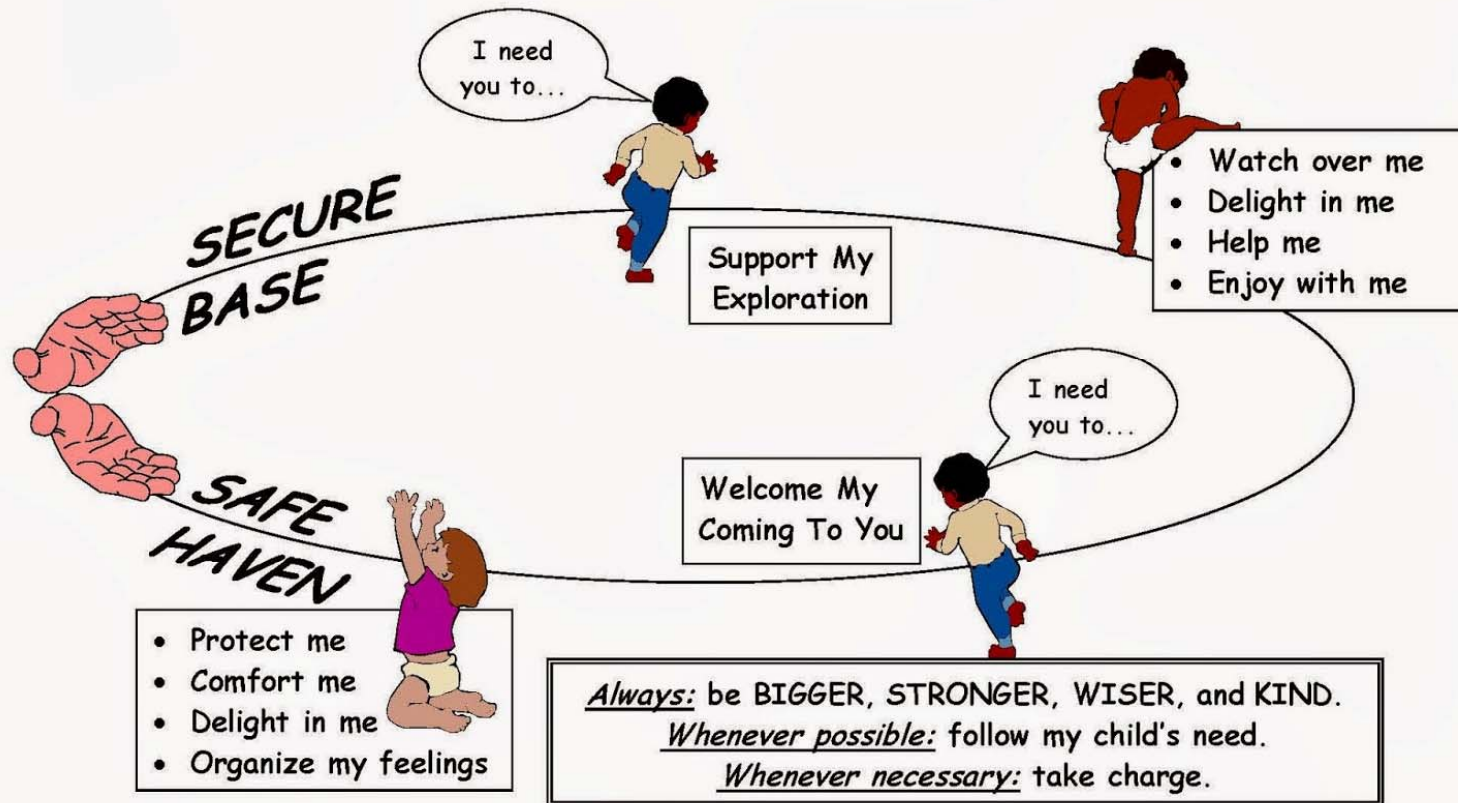 I need
you to...
SECURE
BASE
Support My
Exploration
• Watch over me
• Delight in me
• Help me
• Enjoy with me
I need
you to...
Welcome My
Coming To You
SAFE
HAVEN
• Protect me
• Comfort me
• Delight in me
• Organize my feelings
Always: be BIGGER, STRONGER, WISER, and KIND.
Whenever possible: follow my child's need.
Whenever necessary: take charge.